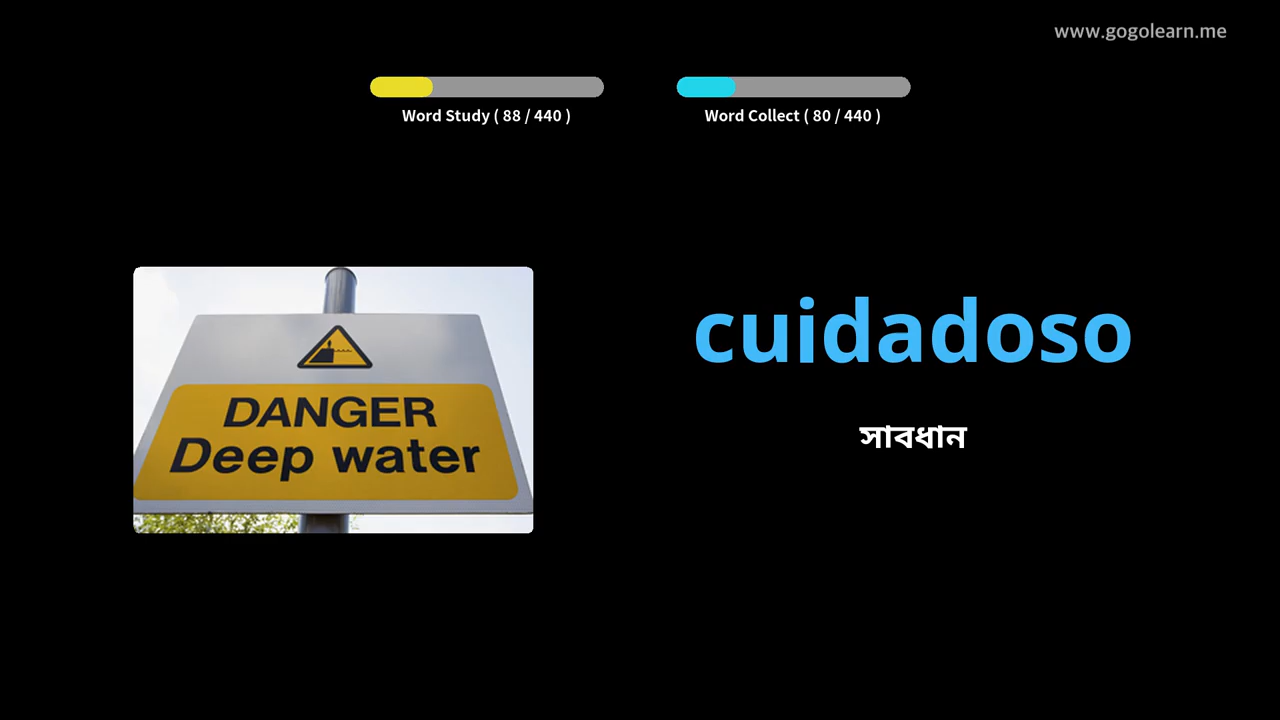 www.gogolearn.me
Word Study ( 88 / 440 )
Word Collect ( 80 / 440 )
DANGER
Deep water
cuidadoso
সাবধান